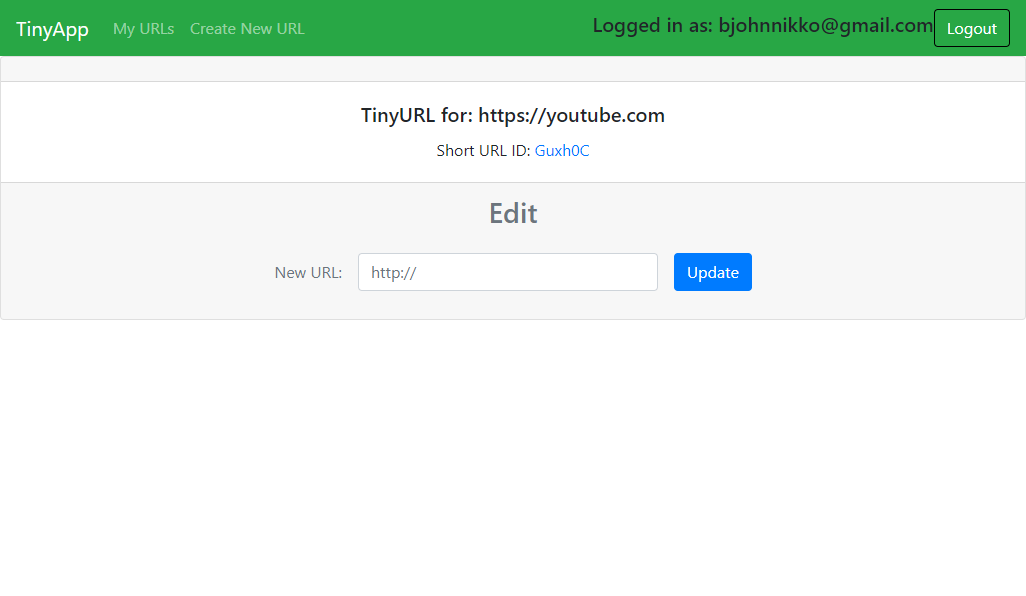 TinyApp My URLs Create New URL Logged in as: bjohnnikko@gmail.com Logout
TinyURL for: https://youtube.com
Short URL ID: Guxh0C
Edit
New URL: http:// Update